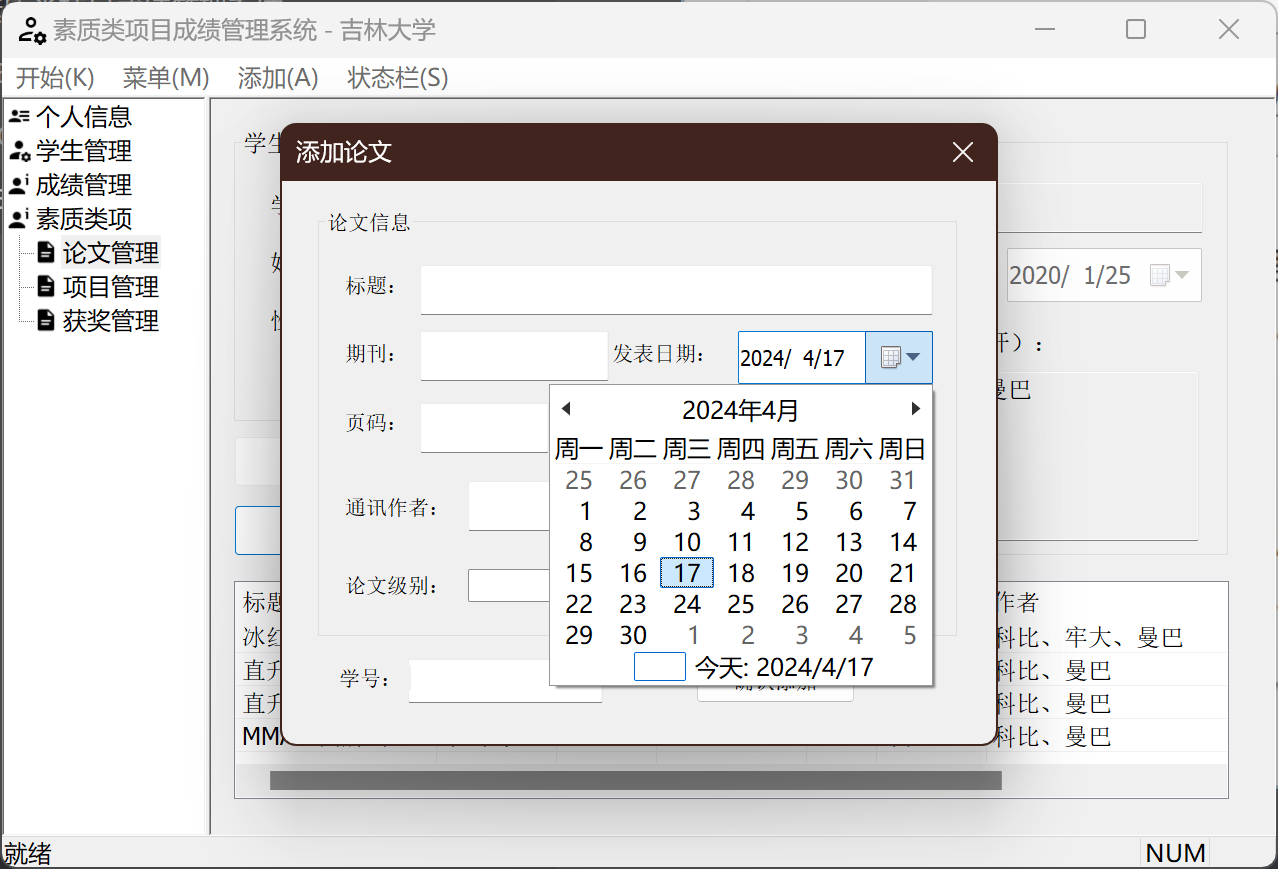 素质类项目成绩管理系统 - 吉林大学
开始(K) 菜单(M) 添加(A) 状态栏(S)
个人信息
学生管理
成绩管理
素质类项
论文管理
项目管理
获奖管理
学生
2020/ 1/25
）：
曼巴
添加论文
论文信息
标题：
期刊：
发表日期：
2024/ 4/17
页码：
通讯作者：
论文级别：
学号：
2024年4月
周一 周二 周三 周四 周五 周六 周日
25 26 27 28 29 30 31
1 2 3 4 5 6 7
8 9 10 11 12 13 14
15 16 17 18 19 20 21
22 23 24 25 26 27 28
29 30 1 2 3 4 5
今天: 2024/4/17
标题 作者
冰红 科比、牢大、曼巴
直升 科比、曼巴
直升 科比、曼巴
MMA 科比、曼巴
就绪 NUM